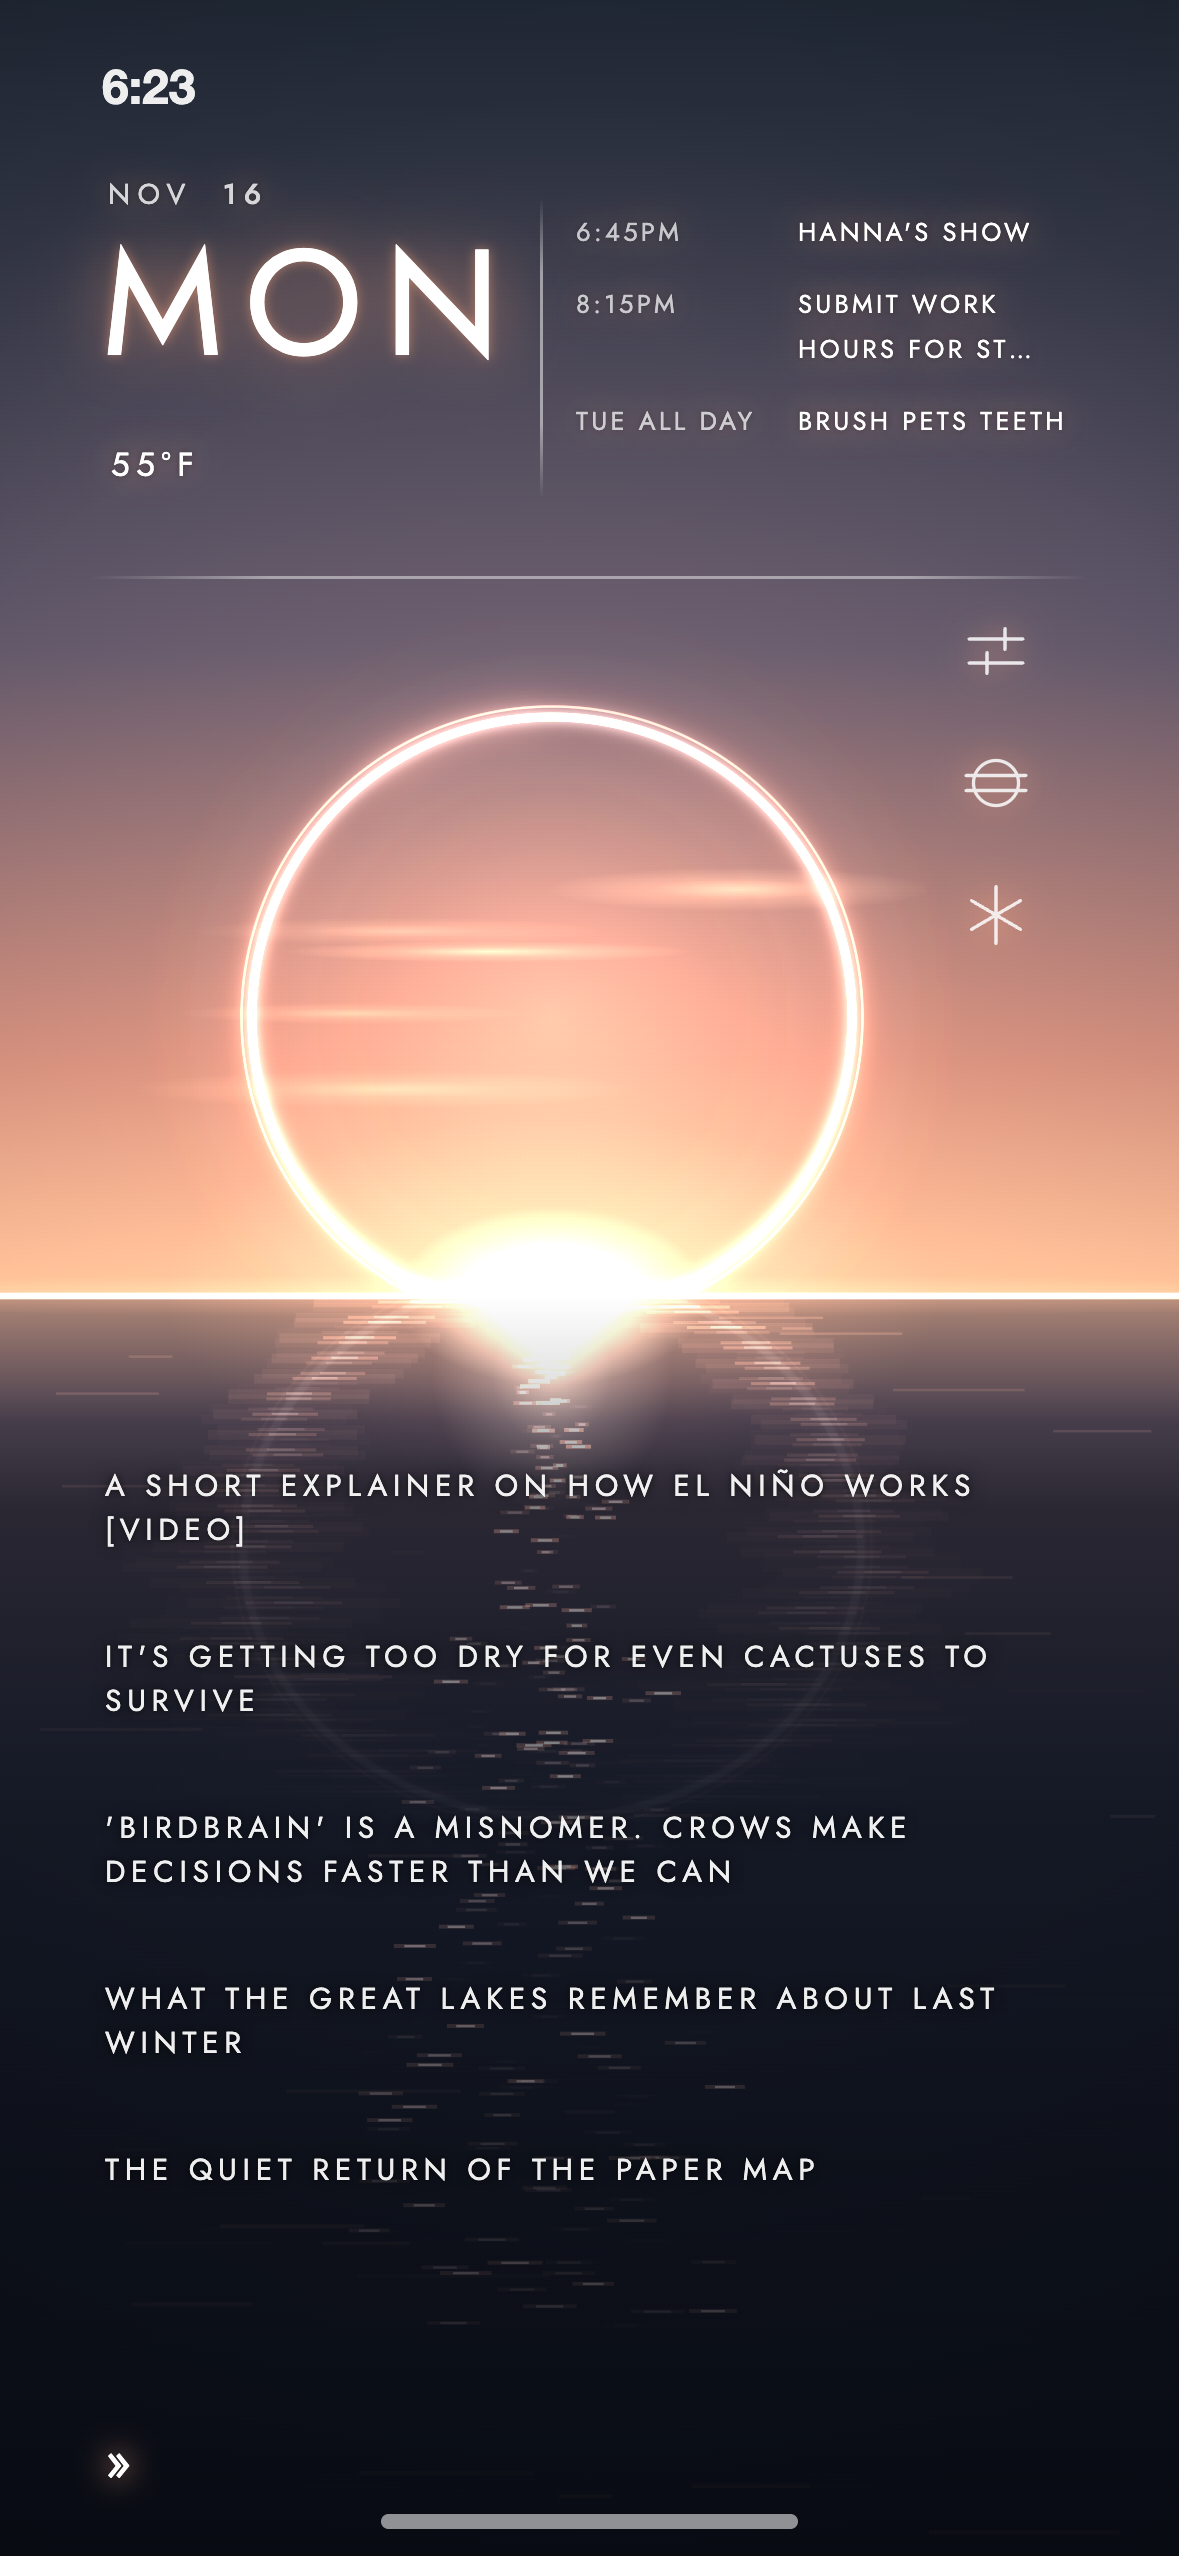 6:23
NOV 16
MON
55°F
6:45PM HANNA'S SHOW
8:15PM SUBMIT WORK
HOURS FOR ST...
TUE ALL DAY BRUSH PETS TEETH
A SHORT EXPLAINER ON HOW EL NIÑO WORKS
[VIDEO]
IT'S GETTING TOO DRY FOR EVEN CACTUSES TO
SURVIVE
'BIRDBRAIN' IS A MISNOMER. CROWS MAKE
DECISIONS FASTER THAN WE CAN
WHAT THE GREAT LAKES REMEMBER ABOUT LAST
WINTER
THE QUIET RETURN OF THE PAPER MAP
»